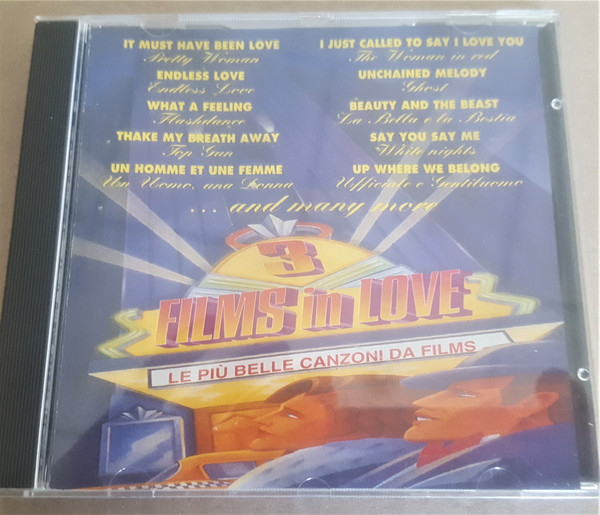 IT MUST HAVE BEEN LOVE
Pretty Woman
ENDLESS LOVE
Endless Love
WHAT A FEELING
Flashdance
THAKE MY BREATH AWAY
Top Gun
UN HOMME ET UNE FEMME
Un Uomo, una Donna
I JUST CALLED TO SAY I LOVE YOU
The Woman in red
UNCHAINED MELODY
Ghost
BEAUTY AND THE BEAST
La Bella e la Bestia
SAY YOU SAY ME
White nights
UP WHERE WE BELONG
Ufficiale e Gentiluomo
... and many more
3
FILMS in LOVE
LE PIÙ BELLE CANZONI DA FILMS